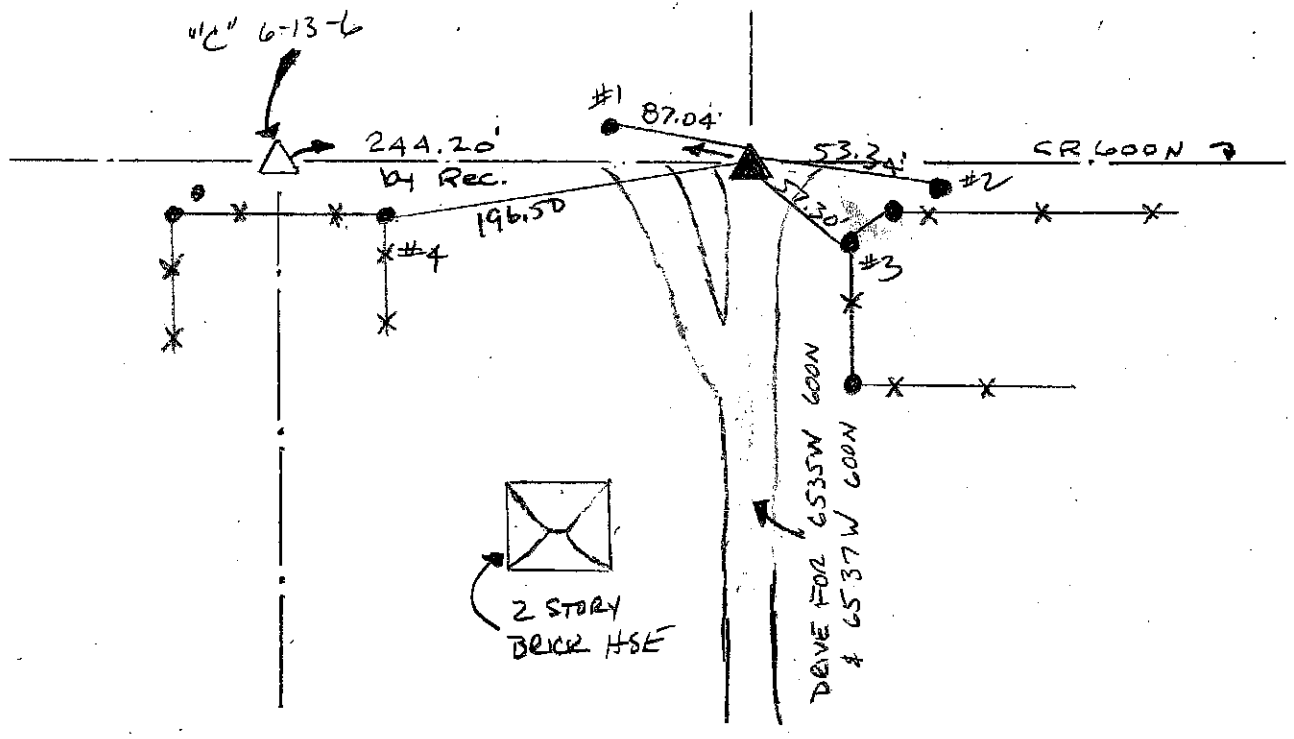 "C" 6-13-6
#1
87.04'
244.20'
by Rec.
53.34'
CR.600N
#2
196.50
57.30'
#3
#4
DRIVE FOR 6535W 600N
& 6537W 600N
2 STORY
BRICK HSE